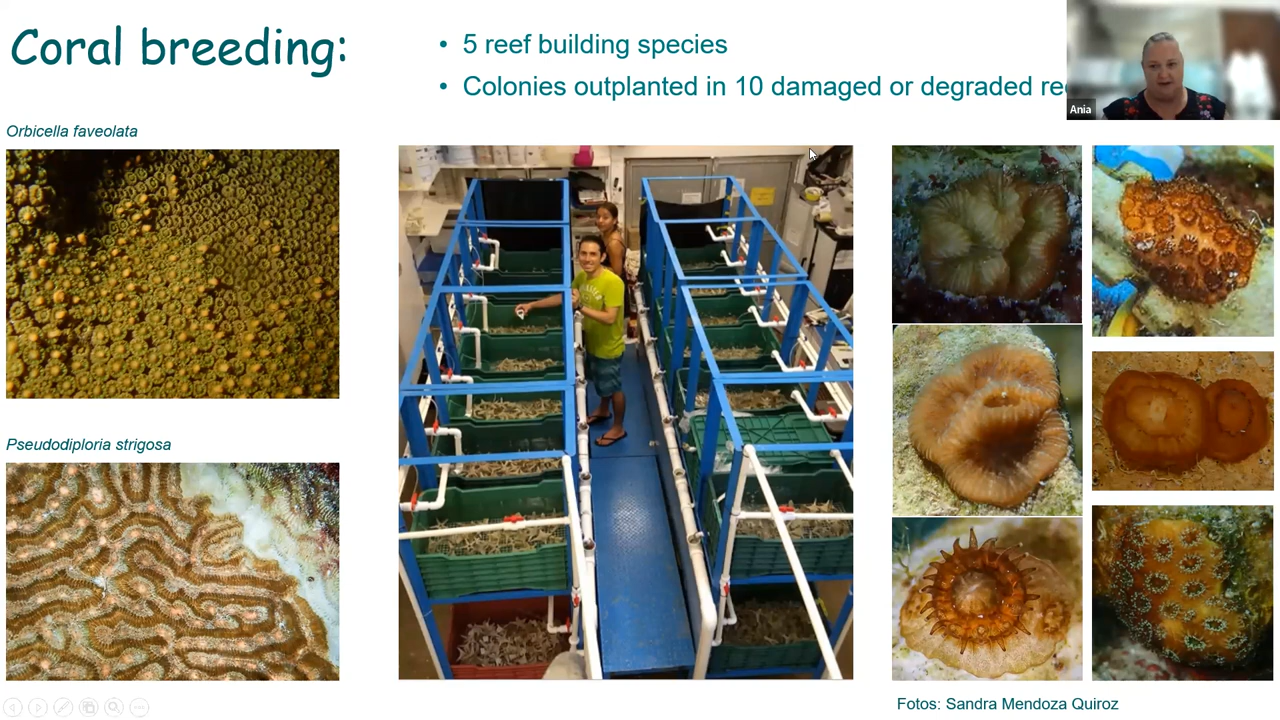 Coral breeding:
• 5 reef building species
• Colonies outplanted in 10 damaged or degraded
Ania
Orbicella faveolata
Pseudodiploria strigosa
Fotos: Sandra Mendoza Quiroz